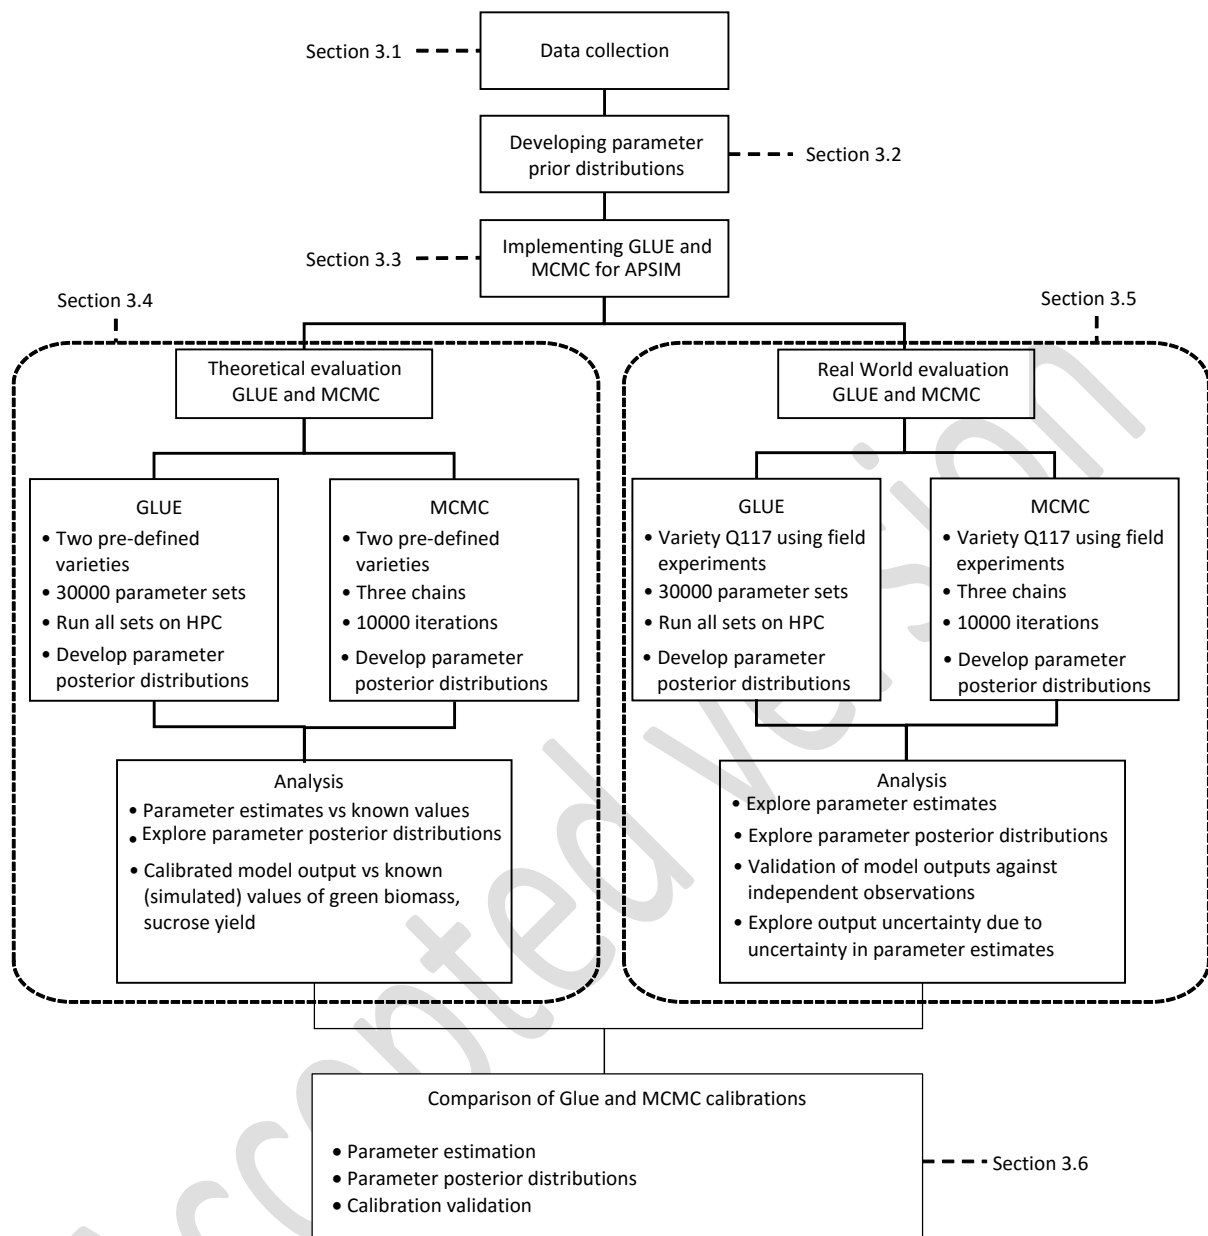 Section 3.1
Data collection
Developing parameter
prior distributions
Section 3.2
Section 3.3
Implementing GLUE and
MCMC for APSIM
Section 3.4
Section 3.5
Theoretical evaluation
GLUE and MCMC
GLUE
• Two pre-defined
varieties
• 30000 parameter sets
• Run all sets on HPC
• Develop parameter
posterior distributions
MCMC
• Two pre-defined
varieties
• Three chains
• 10000 iterations
• Develop parameter
posterior distributions
Analysis
• Parameter estimates vs known values
• Explore parameter posterior distributions
• Calibrated model output vs known
(simulated) values of green biomass,
sucrose yield
Real World evaluation
GLUE and MCMC
GLUE
• Variety Q117 using field
experiments
• 30000 parameter sets
• Run all sets on HPC
• Develop parameter
posterior distributions
MCMC
• Variety Q117 using field
experiments
• Three chains
• 10000 iterations
• Develop parameter
posterior distributions
Analysis
• Explore parameter estimates
• Explore parameter posterior distributions
• Validation of model outputs against
independent observations
• Explore output uncertainty due to
uncertainty in parameter estimates
Comparison of Glue and MCMC calibrations
• Parameter estimation
• Parameter posterior distributions
• Calibration validation
Section 3.6
Accepted version